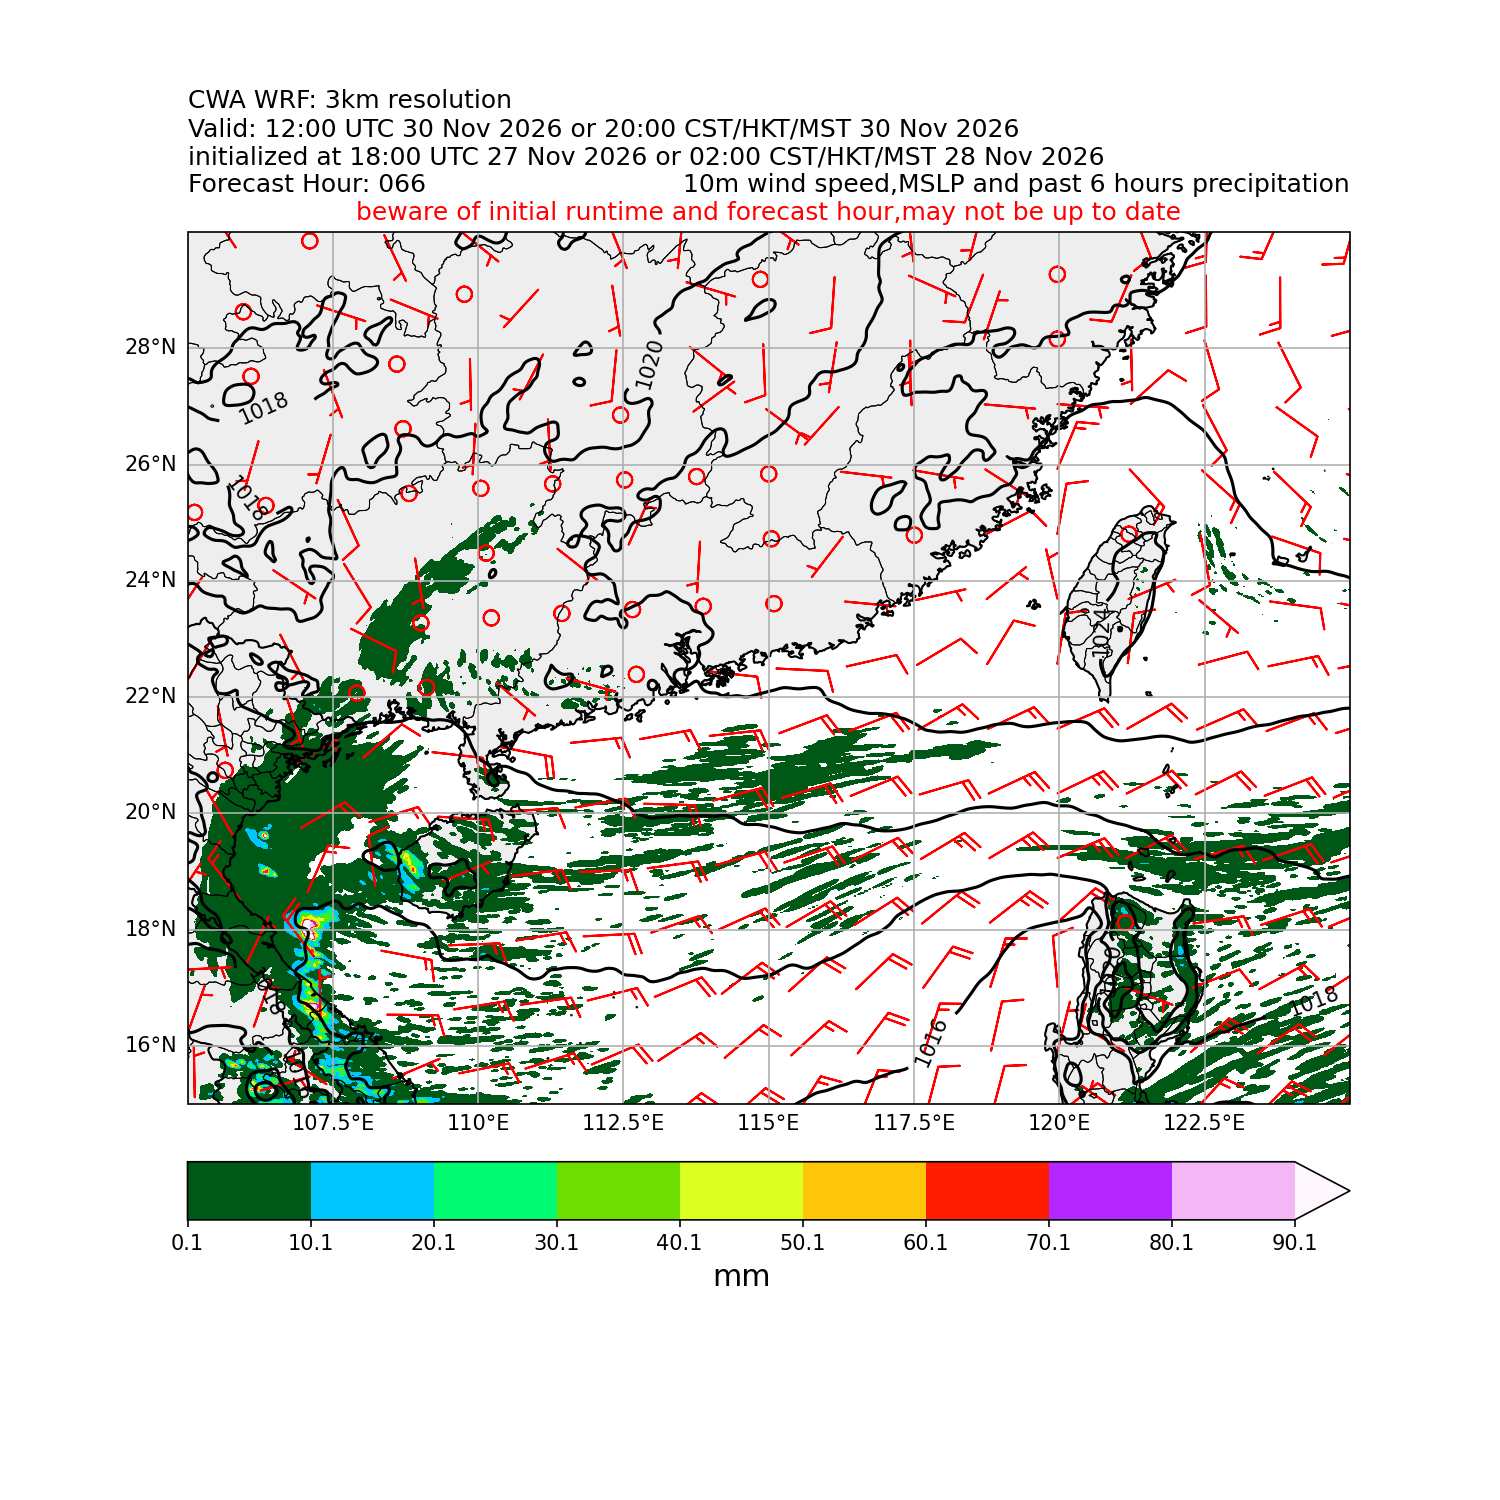 CWA WRF: 3km resolution
Valid: 12:00 UTC 30 Nov 2026 or 20:00 CST/HKT/MST 30 Nov 2026
initialized at 18:00 UTC 27 Nov 2026 or 02:00 CST/HKT/MST 28 Nov 2026
Forecast Hour: 066 10m wind speed,MSLP and past 6 hours precipitation
beware of initial runtime and forecast hour,may not be up to date
28°N
1020
1018
26°N
1018
24°N
1024
22°N
20°N
18°N
1018
1018
16°N
1016
107.5°E 110°E 112.5°E 115°E 117.5°E 120°E 122.5°E
0.1 10.1 20.1 30.1 40.1 50.1 60.1 70.1 80.1 90.1
mm